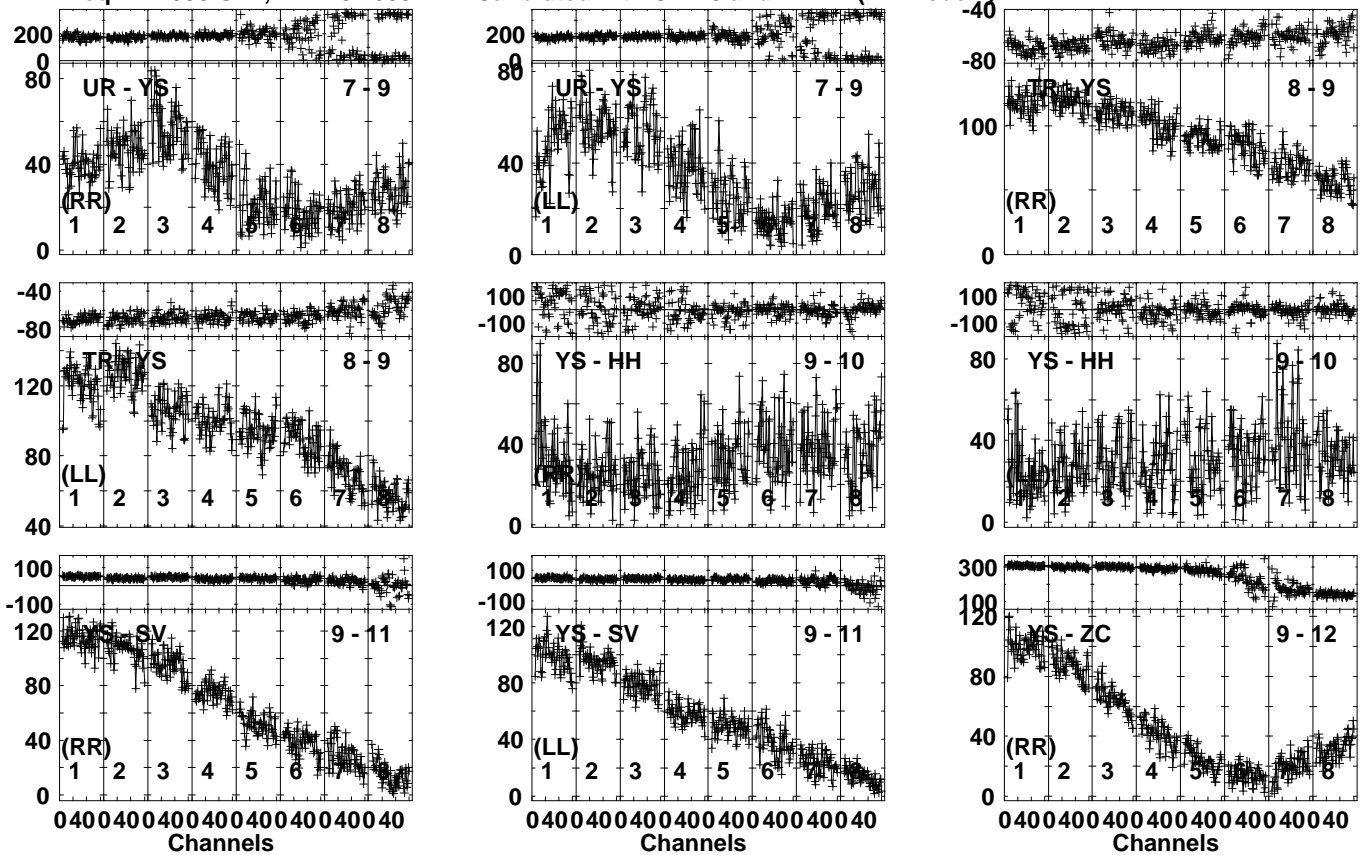 200 200 -40
0 0 -80
80 UR - YS 7 - 9 80 UR - YS 7 - 9 TR - YS 8 - 9
100
40 40
(RR) (LL) (RR)
1 2 3 4 5 6 7 8 1 2 3 4 5 6 7 8 1 2 3 4 5 6 7 8
0 0 0
-40 100 100
-80 -100 -100
TR - YS 8 - 9 80 YS - HH 9 - 10 80 YS - HH 9 - 10
120
80 40 40
(LL) (RR) (LL)
1 2 3 4 5 6 7 8 1 2 3 4 5 6 7 8 1 2 3 4 5 6 7 8
40 0 0
100 100 300
-100 -100 100
120 YS - SV 9 - 11 120 YS - SV 9 - 11 120 YS - ZC 9 - 12
80 80 80
40 40 40
(RR) (LL) (RR)
1 2 3 4 5 6 7 8 1 2 3 4 5 6 7 8 1 2 3 4 5 6 7 8
0 0 0
0 40 0 40 0 40 0 40 0 40 0 40 0 40 0 40 0 40 0 40 0 40 0 40 0 40 0 40 0 40 0 40 0 40 0 40 0 40 0 40 0 40 0 40 0 40 0 40
Channels Channels Channels